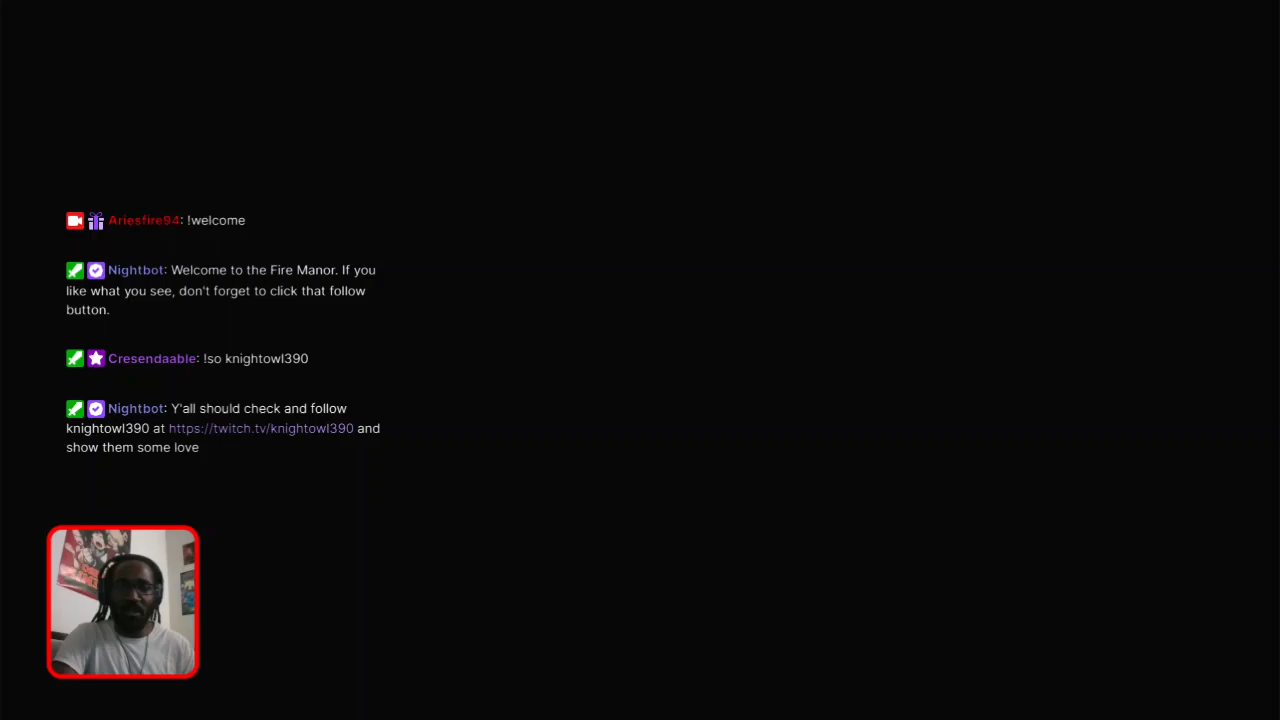 Ariesfire94: !welcome
Nightbot: Welcome to the Fire Manor. If you
like what you see, don't forget to click that follow
button.
Cresendaable: !so knightowl390
Nightbot: Y'all should check and follow
knightowl390 at https://twitch.tv/knightowl390 and
show them some love